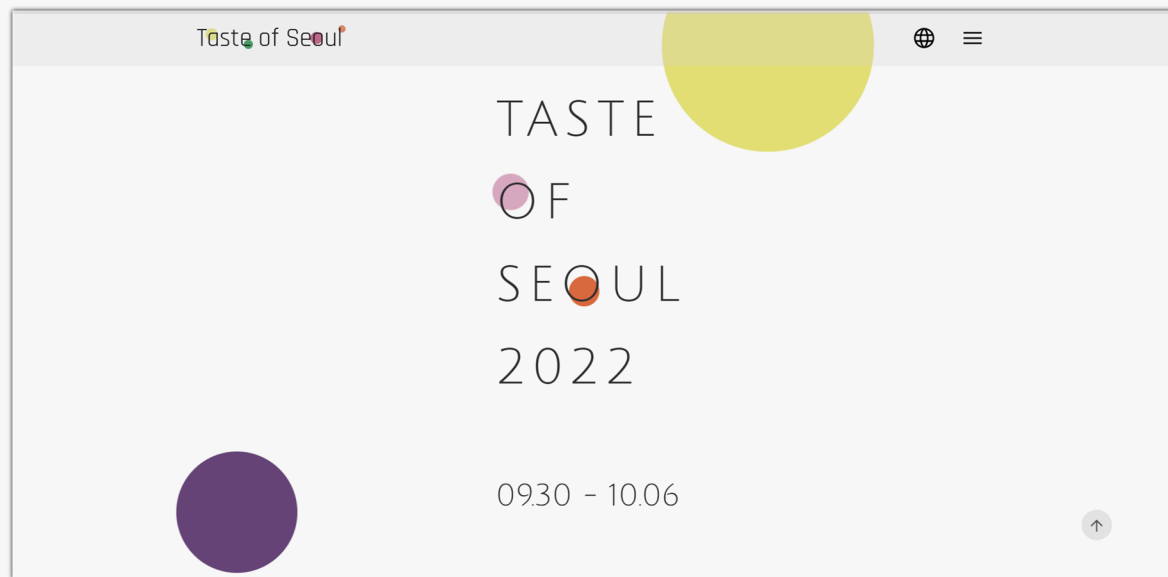 Taste of Seoul
TASTE
OF
SEOUL
2022
09.30 - 10.06